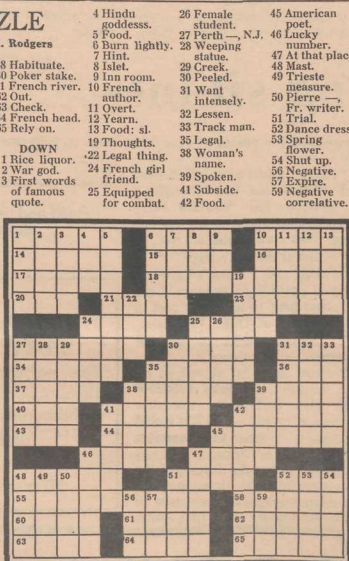 ZLE
. Rodgers
8 Habituate.
0 Poker stake.
1 French river.
2 Out.
3 Check.
4 French head.
5 Rely on.
DOWN
1 Rice liquor.
2 War god.
3 First words
of famous
quote.
4 Hindu
goddesss.
5 Food.
6 Burn lightly.
7 Hint.
8 Islet.
9 Inn room.
10 French
author.
11 Overt.
12 Yearn.
13 Food: sl.
19 Thoughts.
22 Legal thing.
24 French girl
friend.
25 Equipped
for combat.
26 Female
student.
27 Perth —, N.J.
28 Weeping
statue.
29 Creek.
30 Peeled.
31 Want
intensely.
32 Lessen.
33 Track man.
35 Legal.
38 Woman's
name.
39 Spoken.
41 Subside.
42 Food.
45 American
poet.
46 Lucky
number.
47 At that place
48 Mast.
49 Trieste
measure.
50 Pierre —,
Fr. writer.
51 Trial.
52 Dance dress
53 Spring
flower.
54 Shut up.
56 Negative.
57 Expire.
59 Negative
correlative.
1 2 3 4 5 6 7 8 9 10 11 12 13
14 15 16
17 18 19
20 21 22 23
24 25 26
27 28 29 30 31 32 33
34 35 36
37 38 39
40 41 42
43 44 45
46 47
48 49 50 51 52 53 54
55 56 57 58 59
60 61 62
63 64 65